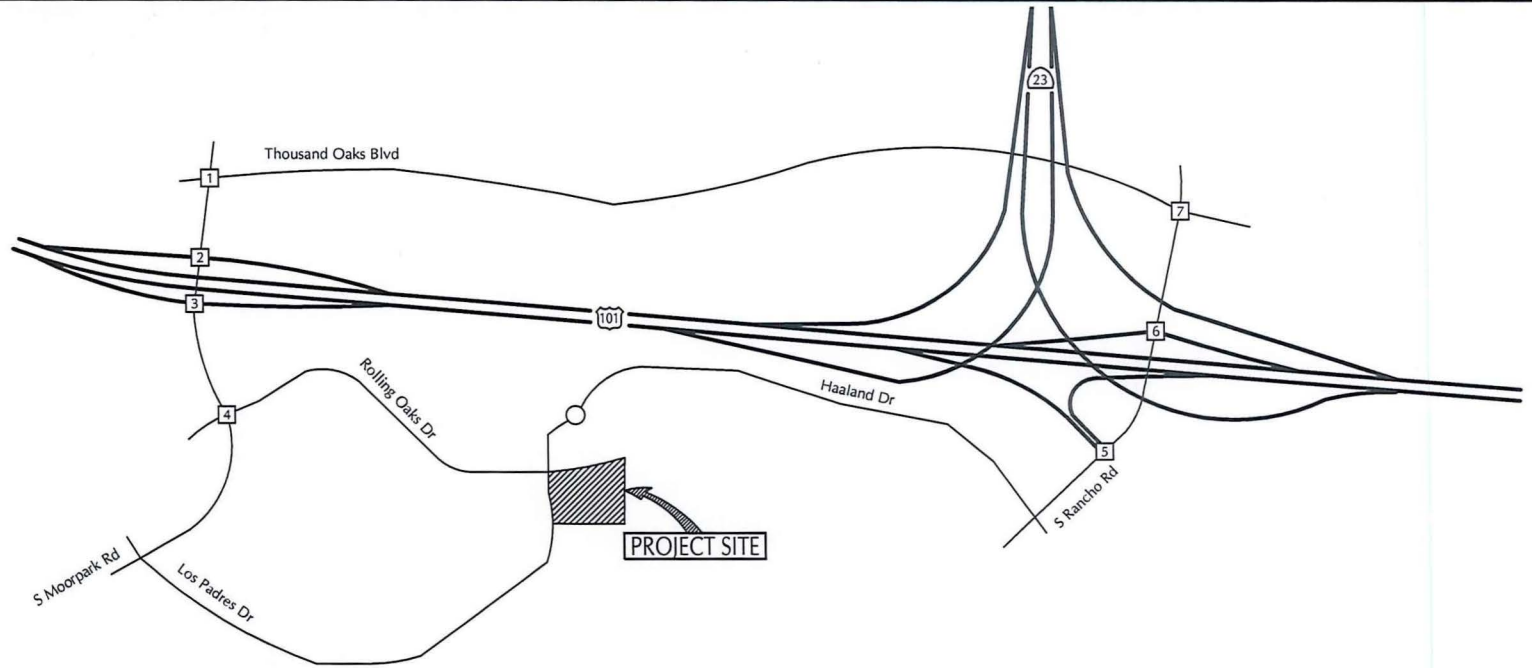 23
Thousand Oaks Blvd
1
7
2
3
101
6
Rolling Oaks Dr
Haaland Dr
4
5
S Rancho Rd
PROJECT SITE
S Moorpark Rd
Los Padres Dr